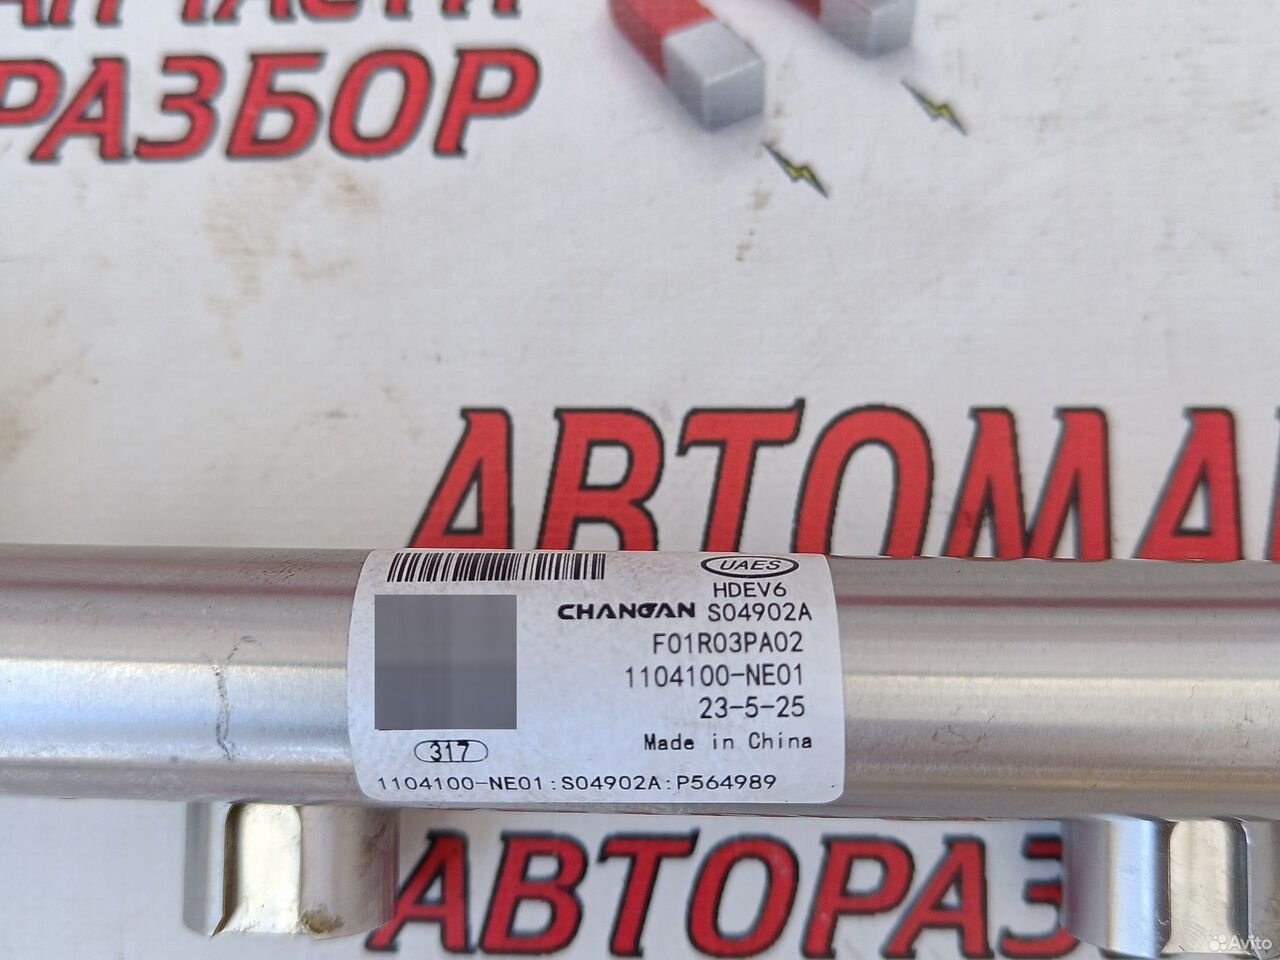 РАЗБОР
АВТОМА
UAES
HDEV6
CHANGAN S04902A
F01R03PA02
1104100-NE01
23-5-25
317
Made in China
1104100-NE01:S04902A:P564989
АВТОРАЗ
Avito